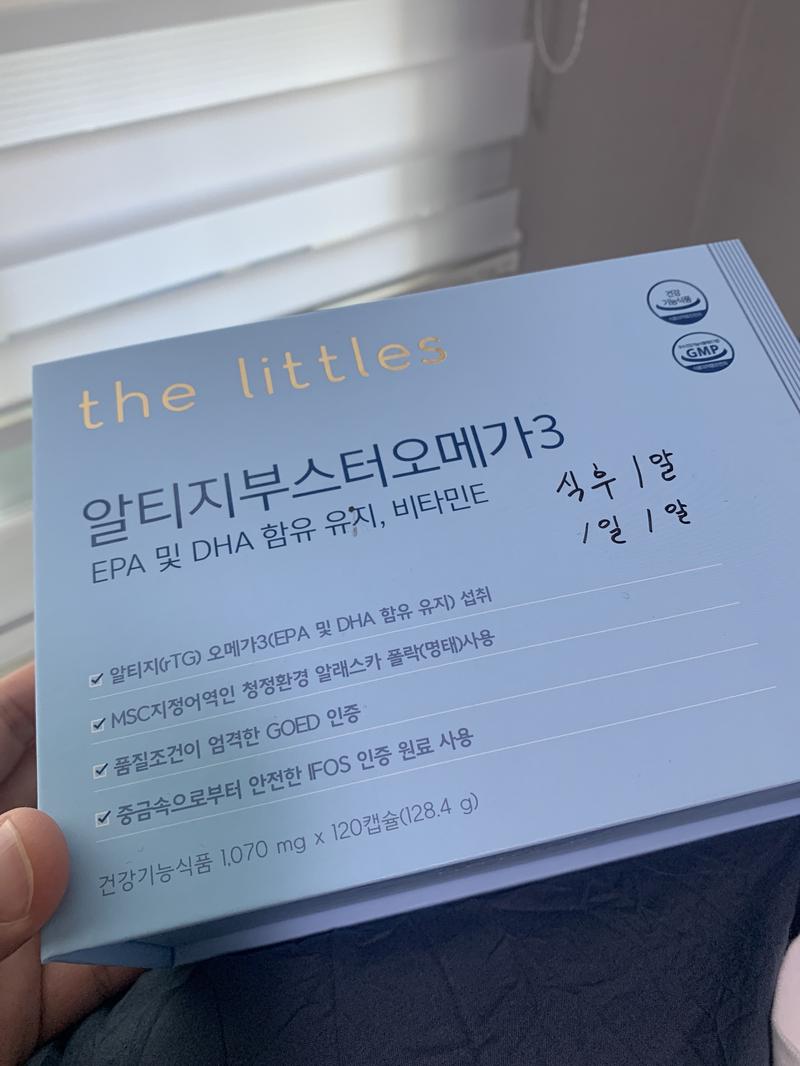 the littles
알티지부스터오메가3
EPA 및 DHA 함유 유지, 비타민E
식후 1알
1일 1알
알티지(rTG) 오메가3(EPA 및 DHA 함유 유지) 섭취
MSC지정어역인 청정환경 알래스카 폴락(명태)사용
품질조건이 엄격한 GOED 인증
중금속으로부터 안전한 IFOS 인증 원료 사용
건강기능식품 1,070 mg x 120캡슐(128.4 g)
건강
기능식품
GMP